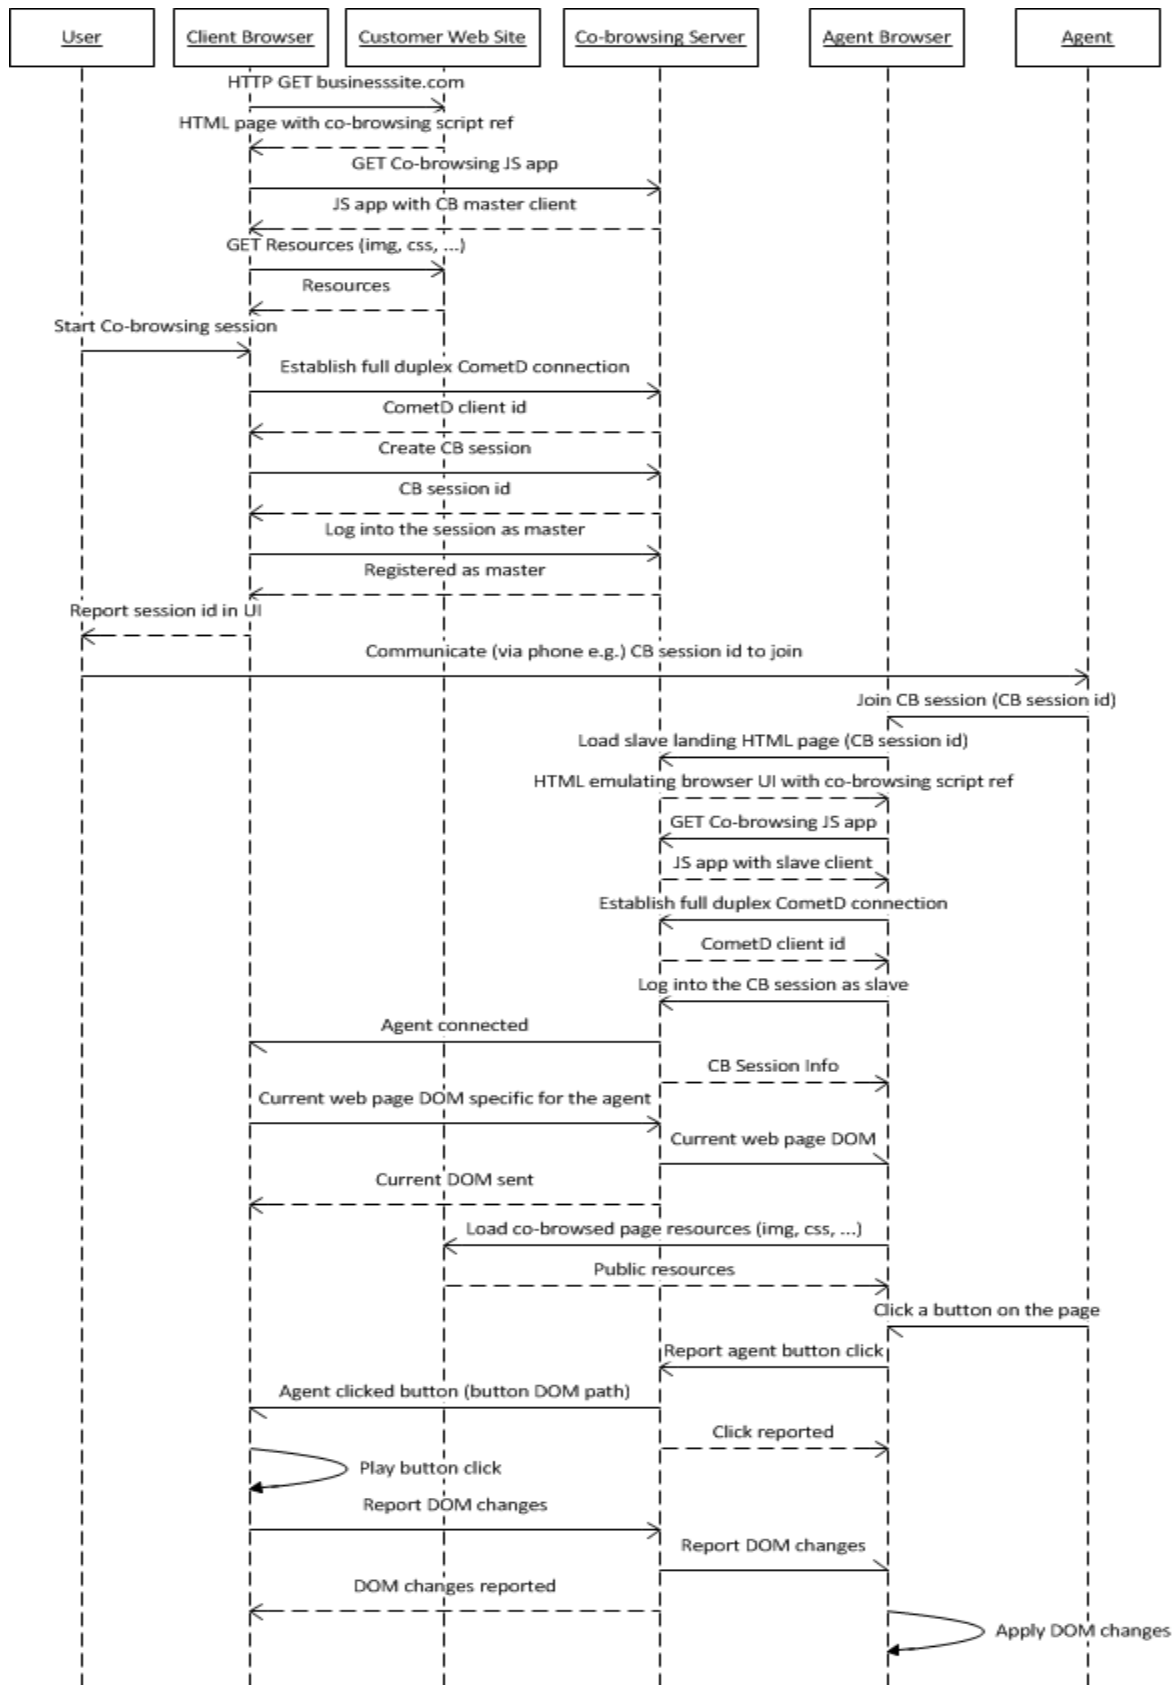 User
Client Browser
Customer Web Site
Co-browsing Server
Agent Browser
Agent
HTTP GET businesssite.com
HTML page with co-browsing script ref
GET Co-browsing JS app
JS app with CB master client
GET Resources (img, css, ...)
Resources
Start Co-browsing session
Establish full duplex CometD connection
CometD client id
Create CB session
CB session id
Log into the session as master
Registered as master
Report session id in UI
Communicate (via phone e.g.) CB session id to join
Join CB session (CB session id)
Load slave landing HTML page (CB session id)
HTML emulating browser UI with co-browsing script ref
GET Co-browsing JS app
JS app with slave client
Establish full duplex CometD connection
CometD client id
Log into the CB session as slave
Agent connected
CB Session Info
Current web page DOM specific for the agent
Current web page DOM
Current DOM sent
Load co-browsed page resources (img, css, ...)
Public resources
Click a button on the page
Report agent button click
Agent clicked button (button DOM path)
Click reported
Play button click
Report DOM changes
Report DOM changes
DOM changes reported
Apply DOM changes